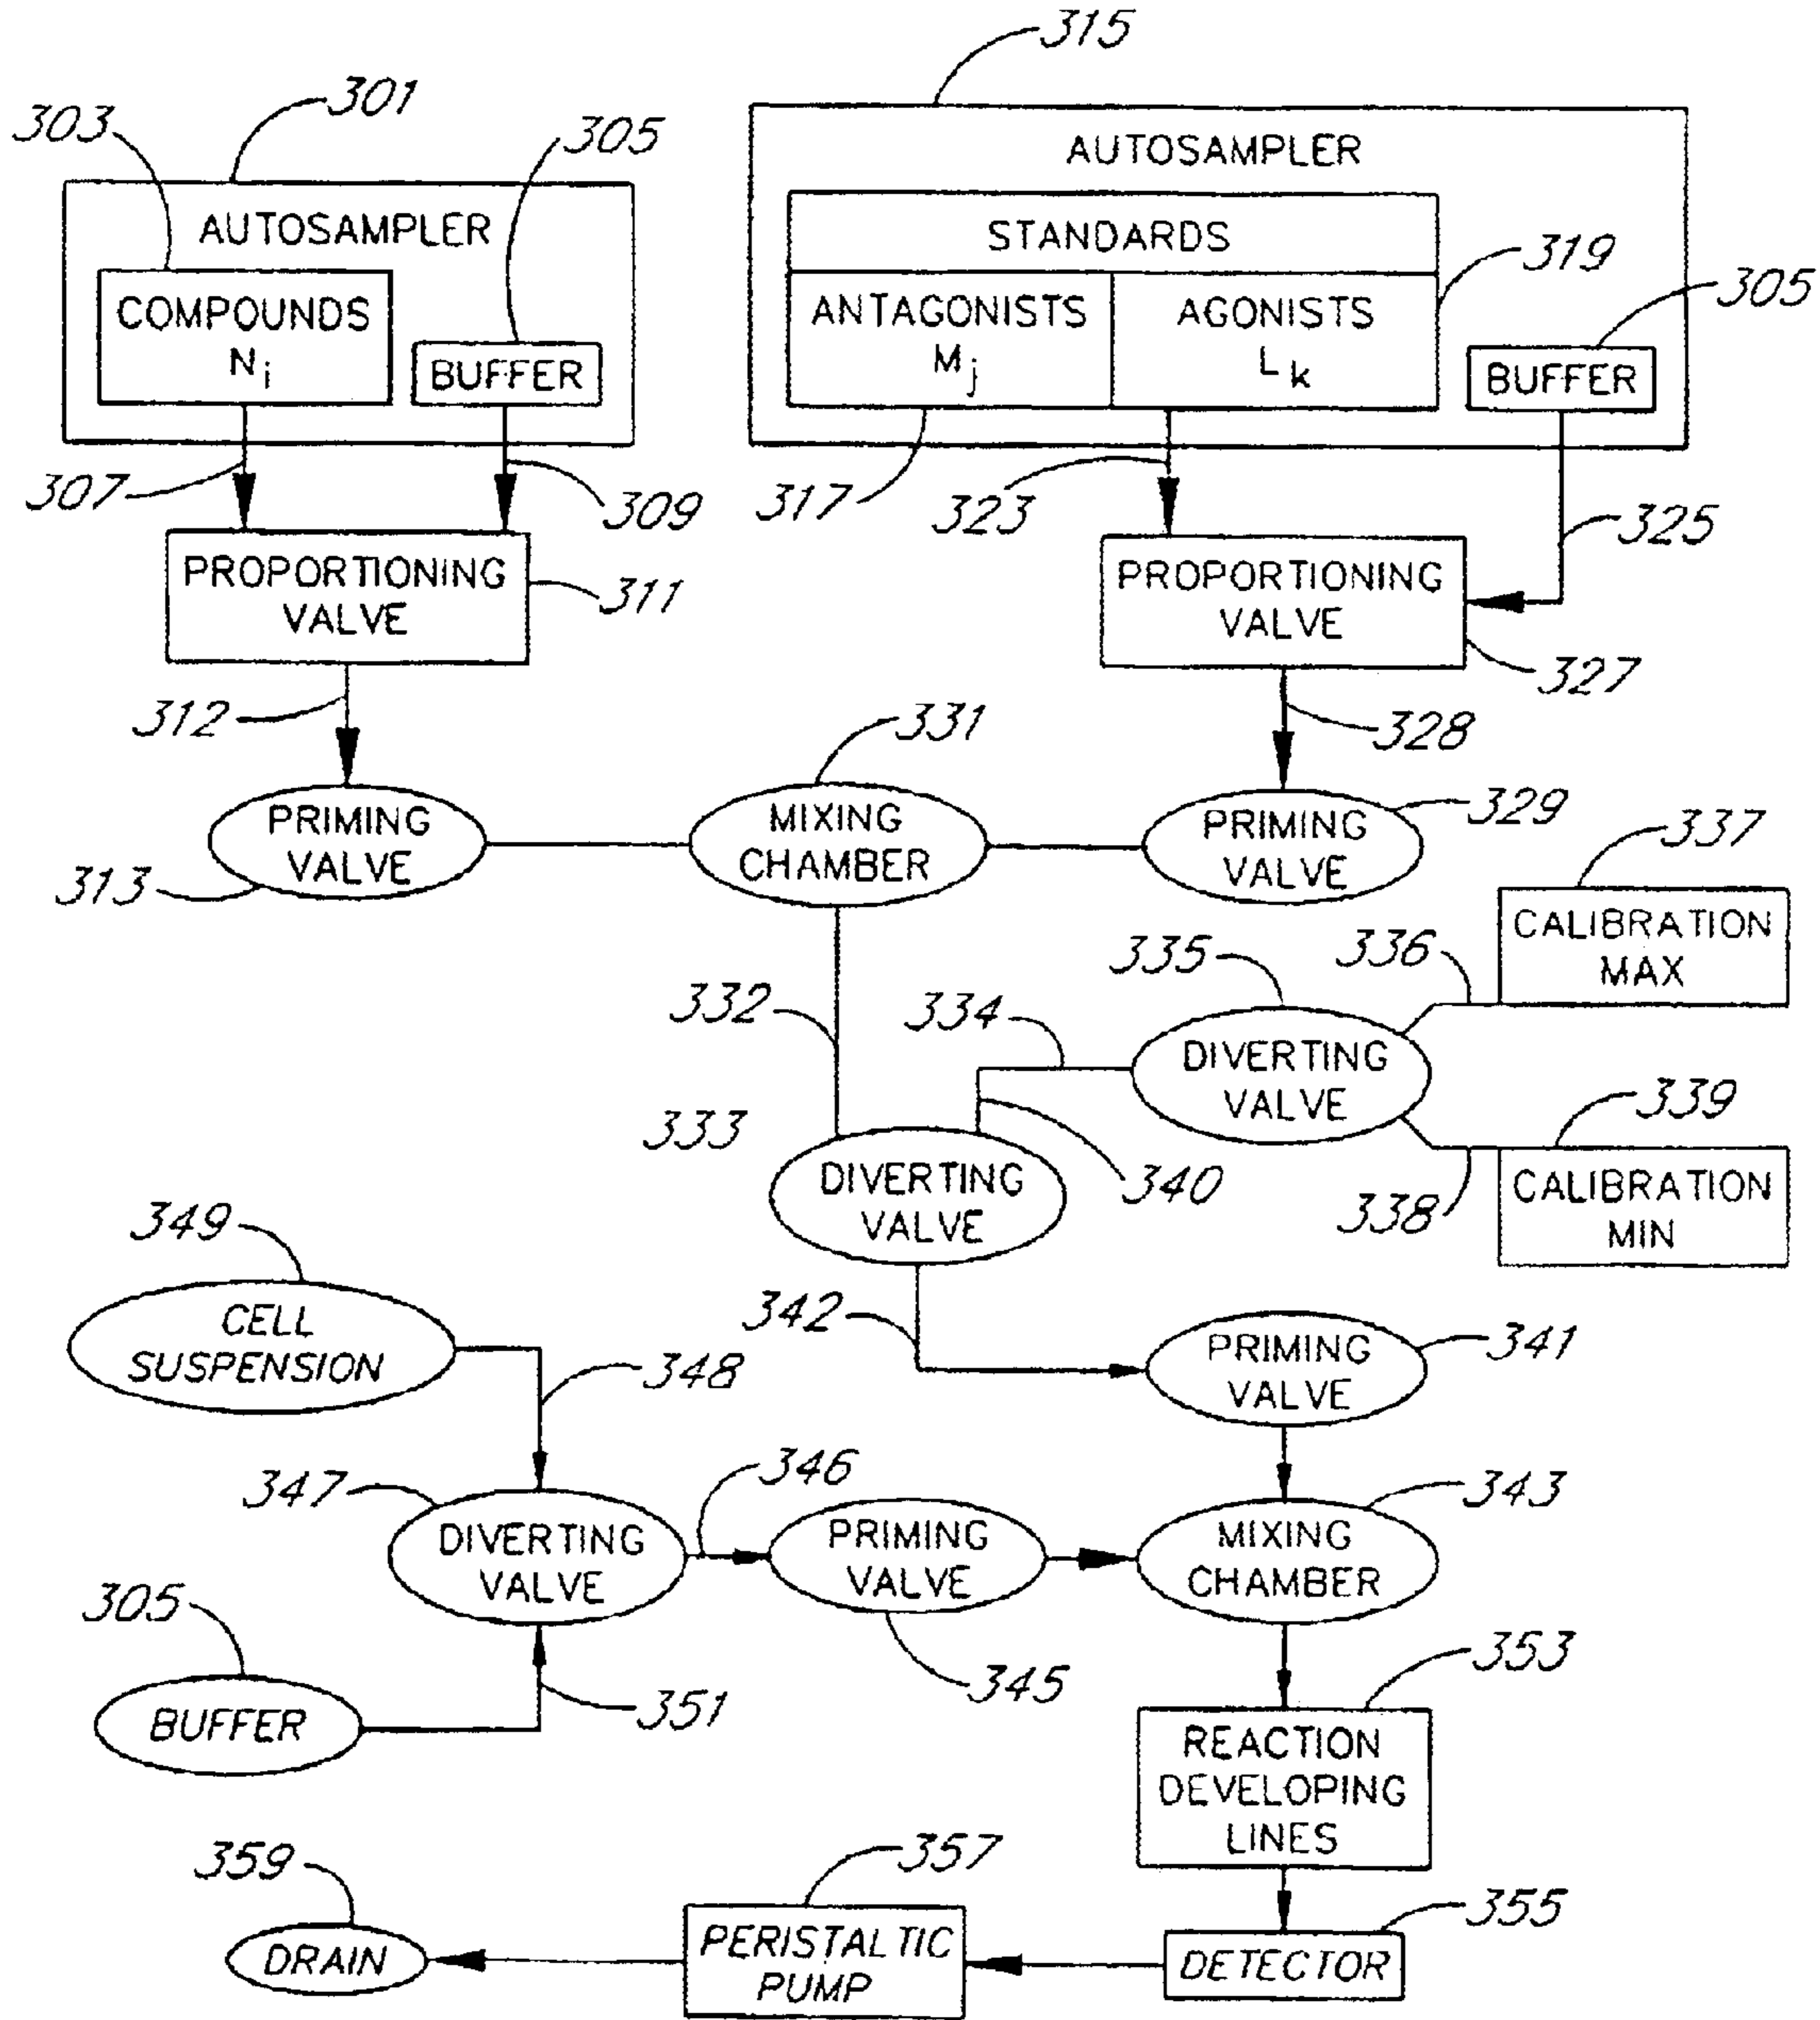 315
301
303
305
AUTOSAMPLER
AUTOSAMPLER
STANDARDS
319
305
COMPOUNDS
N i
BUFFER
ANTAGONISTS
M j
AGONISTS
L k
BUFFER
307
309
317
323
325
PROPORTIONING
VALVE
311
PROPORTIONING
VALVE
327
312
331
328
PRIMING
VALVE
313
MIXING
CHAMBER
PRIMING
VALVE
329
337
CALIBRATION
MAX
336
335
332
334
DIVERTING
VALVE
333
339
DIVERTING
VALVE
340
338
CALIBRATION
MIN
349
CELL
SUSPENSION
342
348
PRIMING
VALVE
341
347
346
343
DIVERTING
VALVE
PRIMING
VALVE
MIXING
CHAMBER
305
BUFFER
351
345
353
REACTION
DEVELOPING
LINES
359
357
355
DRAIN
PERISTALTIC
PUMP
DETECTOR